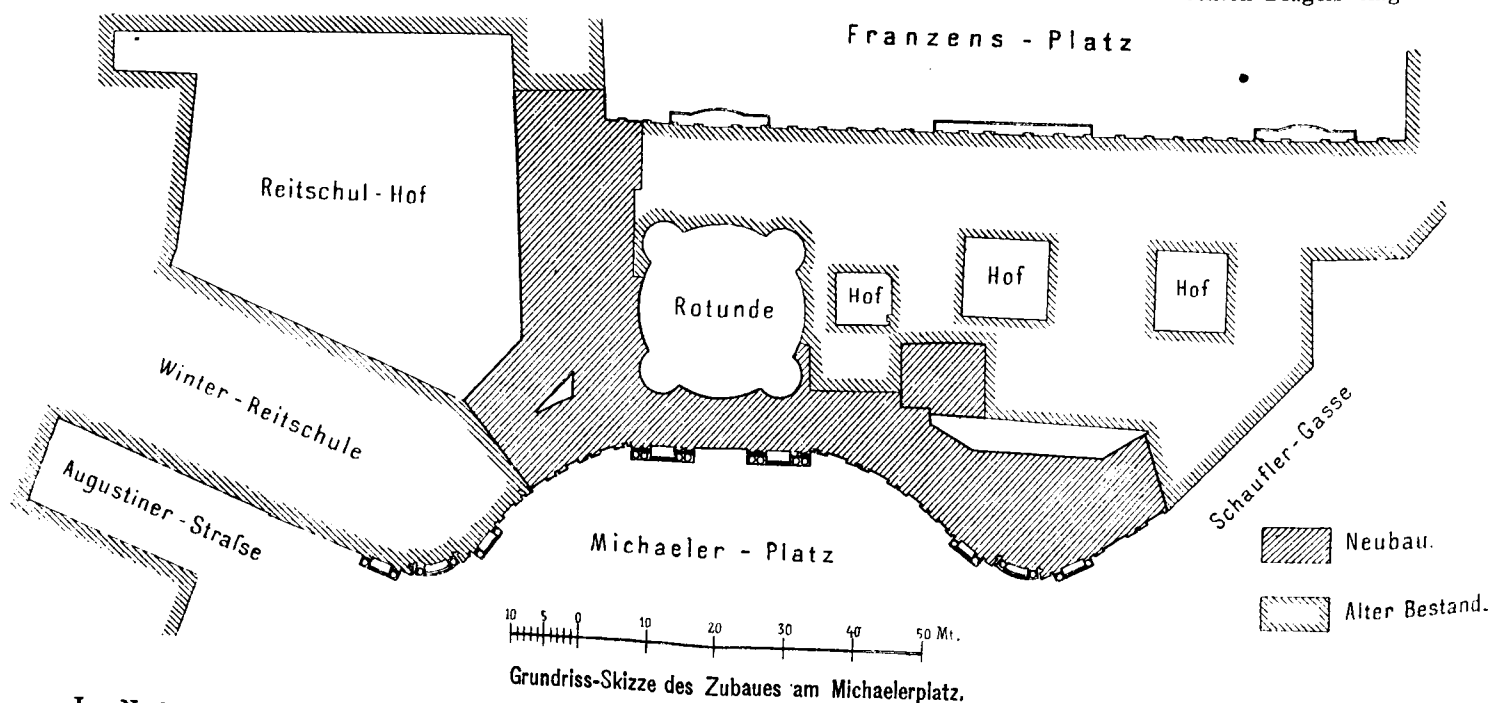 Franzens - Platz
Reitschul - Hof
Rotunde
Hof
Hof
Hof
Winter - Reitschule
Augustiner - Straſse
Michaeler - Platz
Schaufler - Gasse
Neubau.
Alter Bestand.
10 5 0 10 20 30 40 50 Mt.
Grundriss-Skizze des Zubaues am Michaelerplatz.